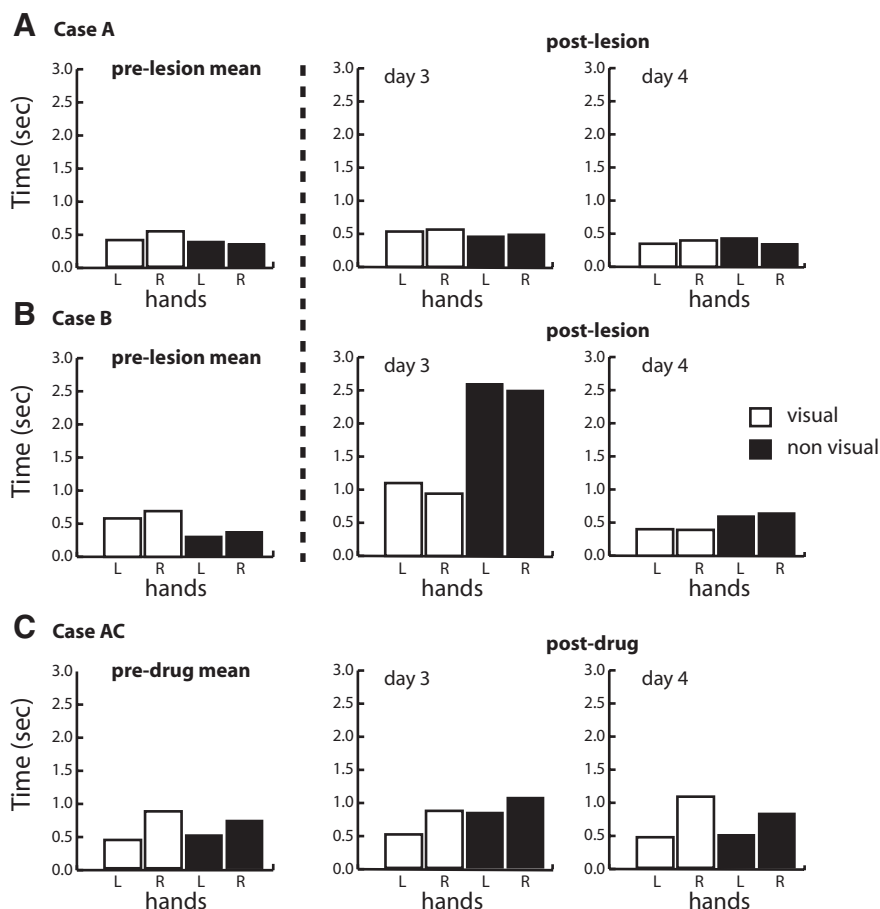 A Case A
post-lesion
pre-lesion mean
day 3
day 4
Time (sec)
3.0 3.0 3.0
2.5 2.5 2.5
2.0 2.0 2.0
1.5 1.5 1.5
1.0 1.0 1.0
0.5 0.5 0.5
0.0 0.0 0.0
L R L R L R L R L R L R
hands hands hands
B Case B
post-lesion
pre-lesion mean
day 3
day 4
Time (sec)
3.0 3.0 3.0
2.5 2.5 2.5
2.0 2.0 2.0
1.5 1.5 1.5
1.0 1.0 1.0
0.5 0.5 0.5
0.0 0.0 0.0
visual
non visual
L R L R L R L R L R L R
hands hands hands
C Case AC
post-drug
pre-drug mean
day 3
day 4
Time (sec)
3.0 3.0 3.0
2.5 2.5 2.5
2.0 2.0 2.0
1.5 1.5 1.5
1.0 1.0 1.0
0.5 0.5 0.5
0.0 0.0 0.0
L R L R L R L R L R L R
hands hands hands